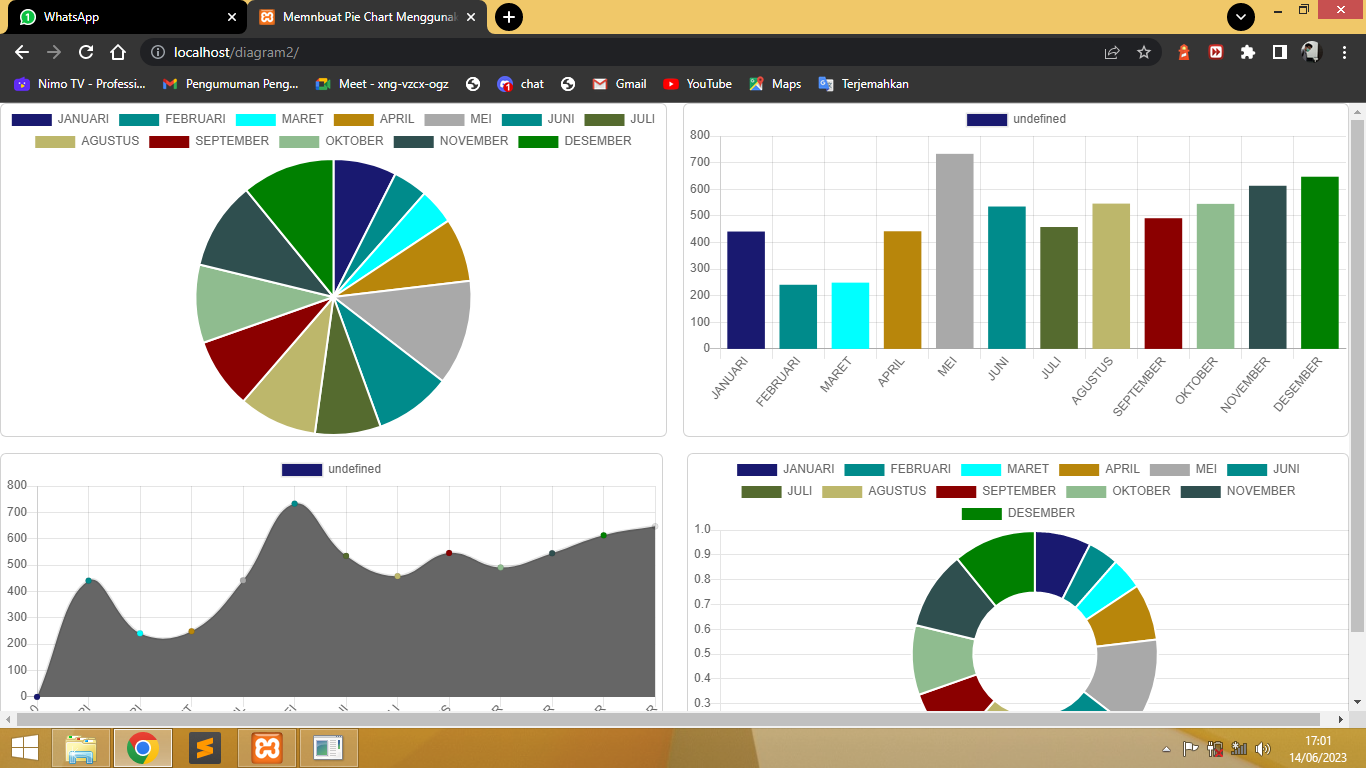 WhatsApp
Memnbuat Pie Chart Menggunak
localhost/diagram2/
Nimo TV - Professi... Pengumuman Peng... Meet - xng-vzcx-ogz chat Gmail YouTube Maps Terjemahkan
JANUARI FEBRUARI MARET APRIL MEI JUNI JULI
AGUSTUS SEPTEMBER OKTOBER NOVEMBER DESEMBER
undefined
800
700
600
500
400
300
200
100
0
JANUARI FEBRUARI MARET APRIL MEI JUNI JULI AGUSTUS SEPTEMBER OKTOBER NOVEMBER DESEMBER
undefined
800
700
600
500
400
300
200
100
0
JANUARI FEBRUARI MARET APRIL MEI JUNI
JULI AGUSTUS SEPTEMBER OKTOBER NOVEMBER
DESEMBER
1.0
0.9
0.8
0.7
0.6
0.5
0.4
0.3
17:01
14/06/2023